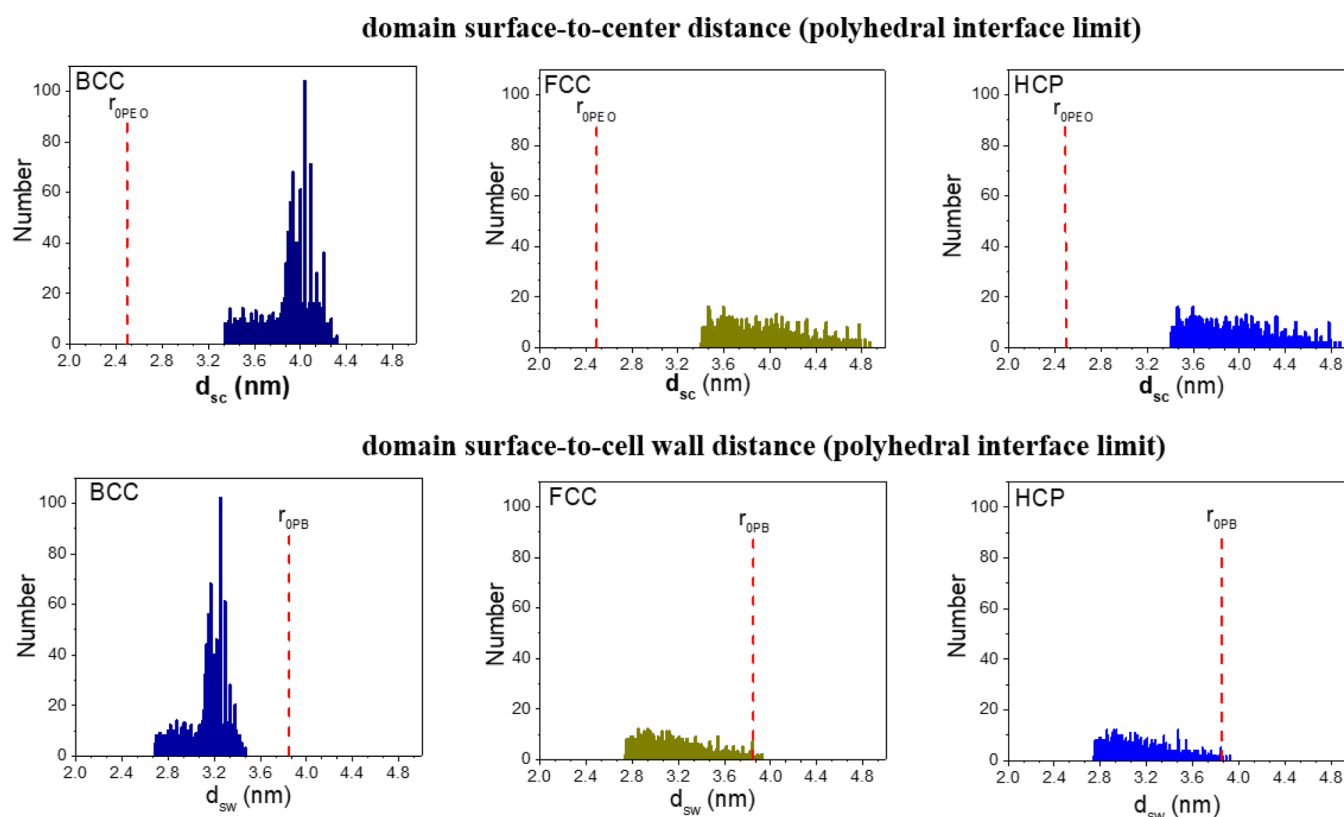 domain surface-to-center distance (polyhedral interface limit)
BCC
r0PEO
Number
100
80
60
40
20
0
2.0 2.4 2.8 3.2 3.6 4.0 4.4 4.8
dsc (nm)
FCC
r0PEO
Number
100
80
60
40
20
0
2.0 2.4 2.8 3.2 3.6 4.0 4.4 4.8
dsc (nm)
HCP
r0PEO
Number
100
80
60
40
20
0
2.0 2.4 2.8 3.2 3.6 4.0 4.4 4.8
dsc (nm)
domain surface-to-cell wall distance (polyhedral interface limit)
BCC
r0PB
Number
100
80
60
40
20
0
2.0 2.4 2.8 3.2 3.6 4.0 4.4 4.8
dsw (nm)
FCC
r0PB
Number
100
80
60
40
20
0
2.0 2.4 2.8 3.2 3.6 4.0 4.4 4.8
dsw (nm)
HCP
r0PB
Number
100
80
60
40
20
0
2.0 2.4 2.8 3.2 3.6 4.0 4.4 4.8
dsw (nm)